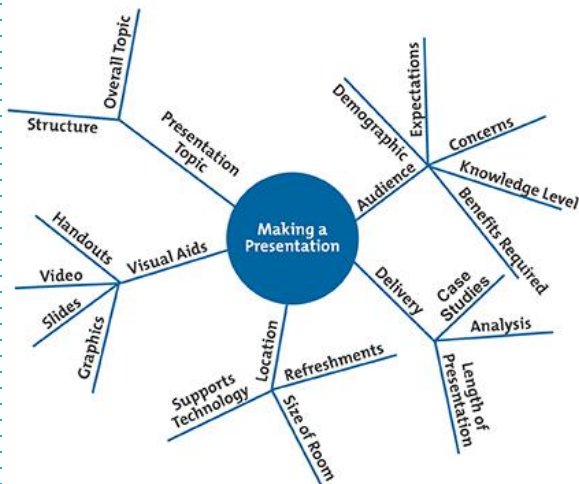 Making a
Presentation
Presentation
Topic
Overall Topic
Structure
Audience
Demographic
Expectations
Concerns
Knowledge Level
Benefits Required
Delivery
Case
Studies
Analysis
Length of
Presentation
Location
Refreshments
Size of Room
Supports
Technology
Visual Aids
Handouts
Video
Slides
Graphics